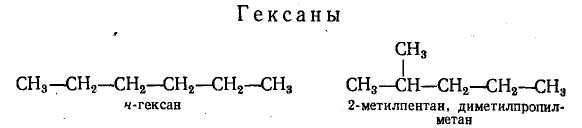 Гексаны
CH₃
CH₃—CH₂—CH₂—CH₂—CH₂—CH₃
CH₃—CH—CH₂—CH₂—CH₃
н-гексан
2-метилпентан, диметилпропил-
метан